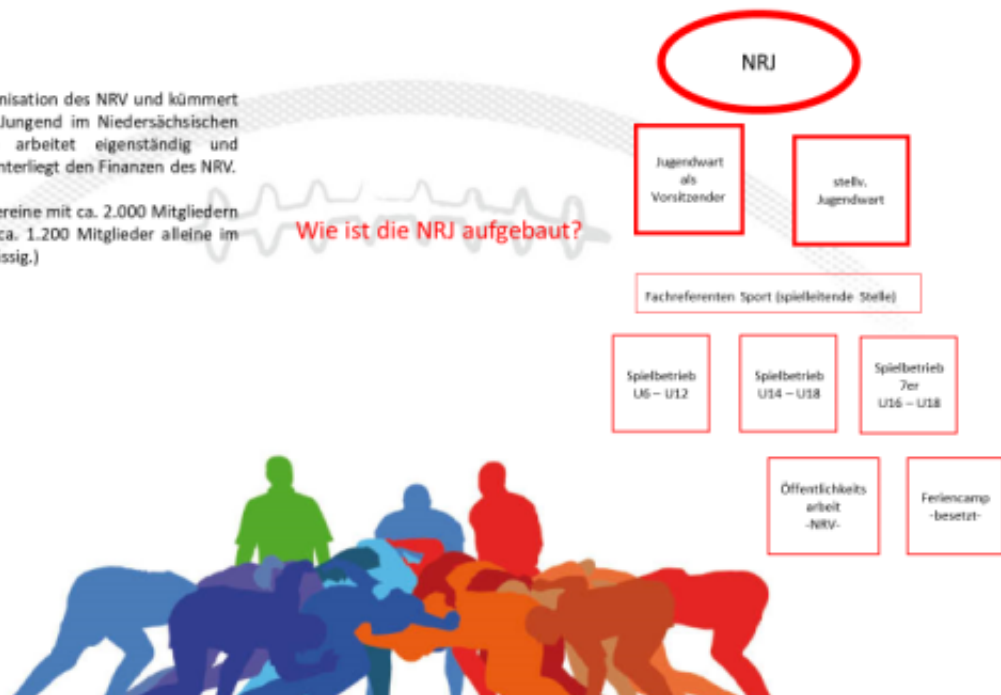 nisation des NRV und kümmert
Jungend im Niedersächsischen
arbeitet eigenständig und
nterliegt den Finanzen des NRV.
ereine mit ca. 2.000 Mitgliedern
ca. 1.200 Mitglieder alleine im
issig.)
Wie ist die NRJ aufgebaut?
NRJ
Jugendwart
als
Vorsitzender
stellv.
Jugendwart
Fachreferenten Sport (spielleitende Stelle)
Spielbetrieb
U6 – U12
Spielbetrieb
U14 – U18
Spielbetrieb
7er
U16 – U18
Öffentlichkeits
arbeit
-NRV-
Feriencamp
-besetzt-